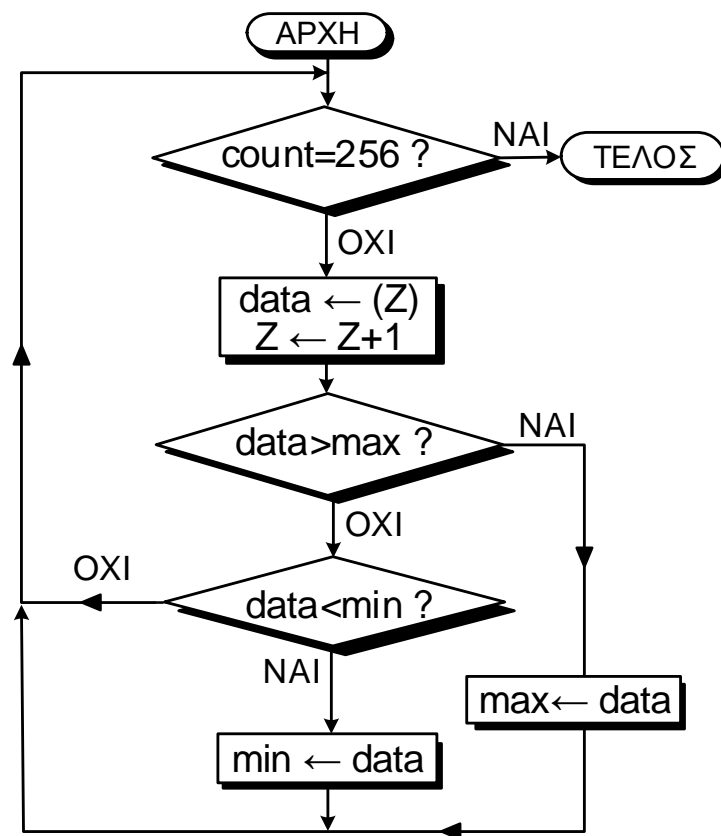 ΑΡΧΗ
count=256 ?
ΝΑΙ
ΤΕΛΟΣ
ΟΧΙ
data ← (Z)
Z ← Z+1
data>max ?
ΝΑΙ
ΟΧΙ
data<min ?
ΟΧΙ
ΝΑΙ
max← data
min ← data